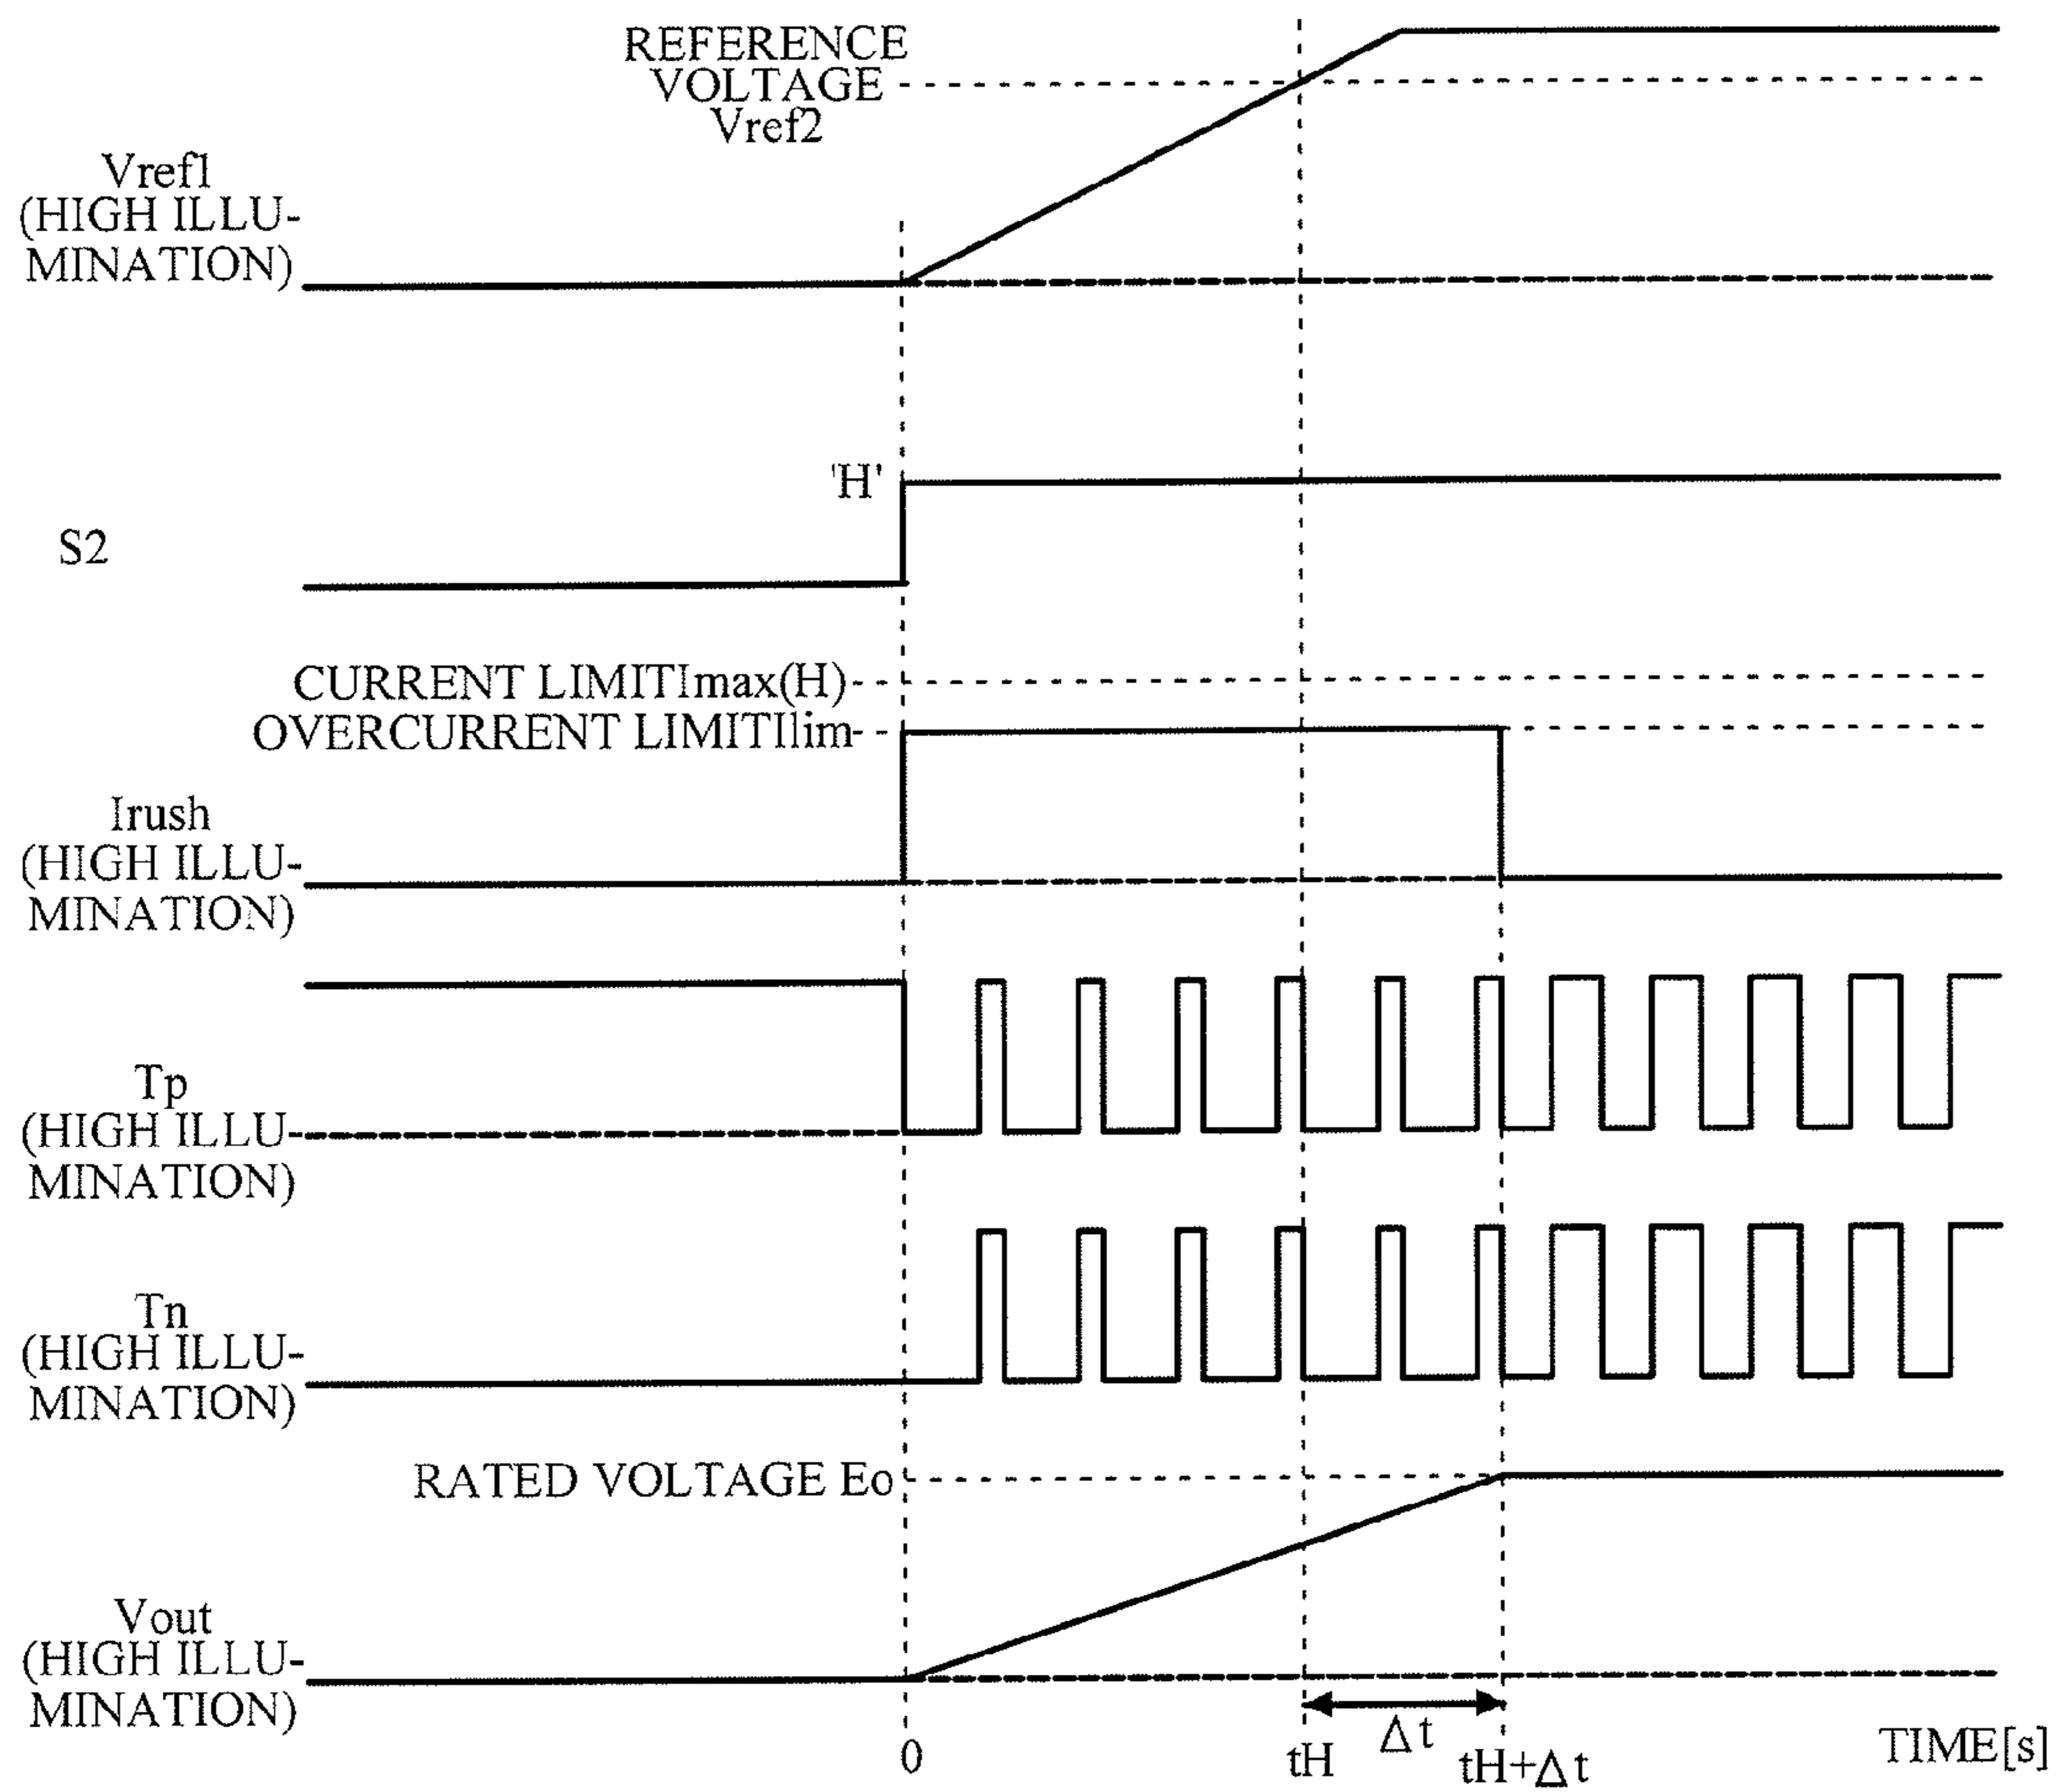 REFERENCE
VOLTAGE
Vref2
Vref1
(HIGH ILLU-
MINATION)
'H'
S2
CURRENT LIMITImax(H)
OVERCURRENT LIMITIlim
Irush
(HIGH ILLU-
MINATION)
Tp
(HIGH ILLU-
MINATION)
Tn
(HIGH ILLU-
MINATION)
RATED VOLTAGE Eo
Vout
(HIGH ILLU-
MINATION)
0
tH
Δt
tH+Δt
TIME[s]